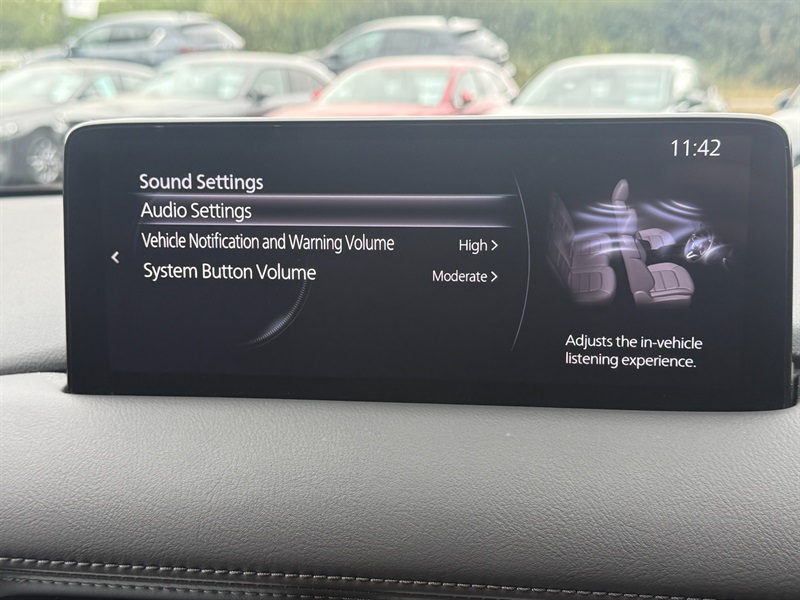 11:42
Sound Settings
Audio Settings
Vehicle Notification and Warning Volume High >
System Button Volume Moderate >
<
Adjusts the in-vehicle
listening experience.